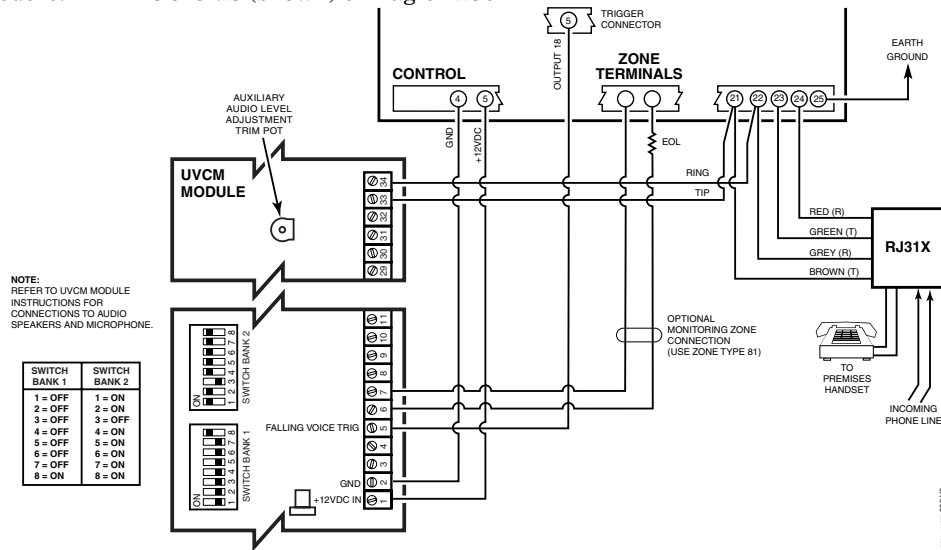 TRIGGER
CONNECTOR
5
OUTPUT 18
EARTH
GROUND
CONTROL
ZONE
TERMINALS
4
5
21
22
23
24
25
GND
+12VDC
EOL
AUXILIARY
AUDIO LEVEL
ADJUSTMENT
TRIM POT
UVCM
MODULE
34
33
32
31
30
29
RING
TIP
RED (R)
GREEN (T)
GREY (R)
BROWN (T)
RJ31X
NOTE:
REFER TO UVCM MODULE
INSTRUCTIONS FOR
CONNECTIONS TO AUDIO
SPEAKERS AND MICROPHONE.
SWITCH BANK 1
SWITCH BANK 2
1 = OFF 1 = ON
2 = OFF 2 = ON
3 = OFF 3 = OFF
4 = OFF 4 = ON
5 = OFF 5 = ON
6 = OFF 6 = ON
7 = OFF 7 = ON
8 = ON 8 = ON
ON
1 2 3 4 5 6 7 8
SWITCH BANK 2
ON
1 2 3 4 5 6 7 8
SWITCH BANK 1
11
10
9
8
7
6
5
4
3
2
1
FALLING VOICE TRIG
GND
+12VDC IN
OPTIONAL
MONITORING ZONE
CONNECTION
(USE ZONE TYPE 81)
TO
PREMISES
HANDSET
INCOMING
PHONE LINE